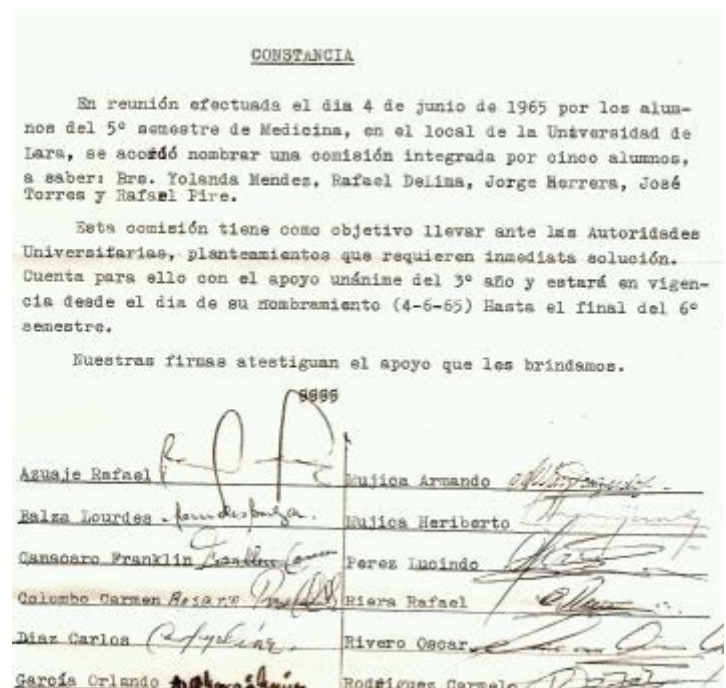 CONSTANCIA
En reunión efectuada el dia 4 de junio de 1965 por los alum-
nos del 5º semestre de Medicina, en el local de la Universidad de
Lara, se acordó nombrar una comisión integrada por cinco alumnos,
a saber: Brs. Yolanda Mendez, Rafael DeLima, Jorge Herrera, José
Torres y Rafael Pire.
Esta comisión tiene como objetivo llevar ante las Autoridades
Universitarias, planteamientos que requieren inmediata solución.
Cuenta para ello con el apoyo unánime del 3º año y estará en vigen-
cia desde el dia de su nombramiento (4-6-65) Hasta el final del 6º
semestre.
Nuestras firmas atestiguan el apoyo que les brindamos.
Azuaje Rafael
Mujica Armando
Balza Lourdes
Mujica Heriberto
Camacaro Franklin
Perez Lucindo
Colombo Carmen Rosario
Riera Rafael
Diaz Carlos
Rivero Oscar
García Orlando
Rodríguez Carmelo